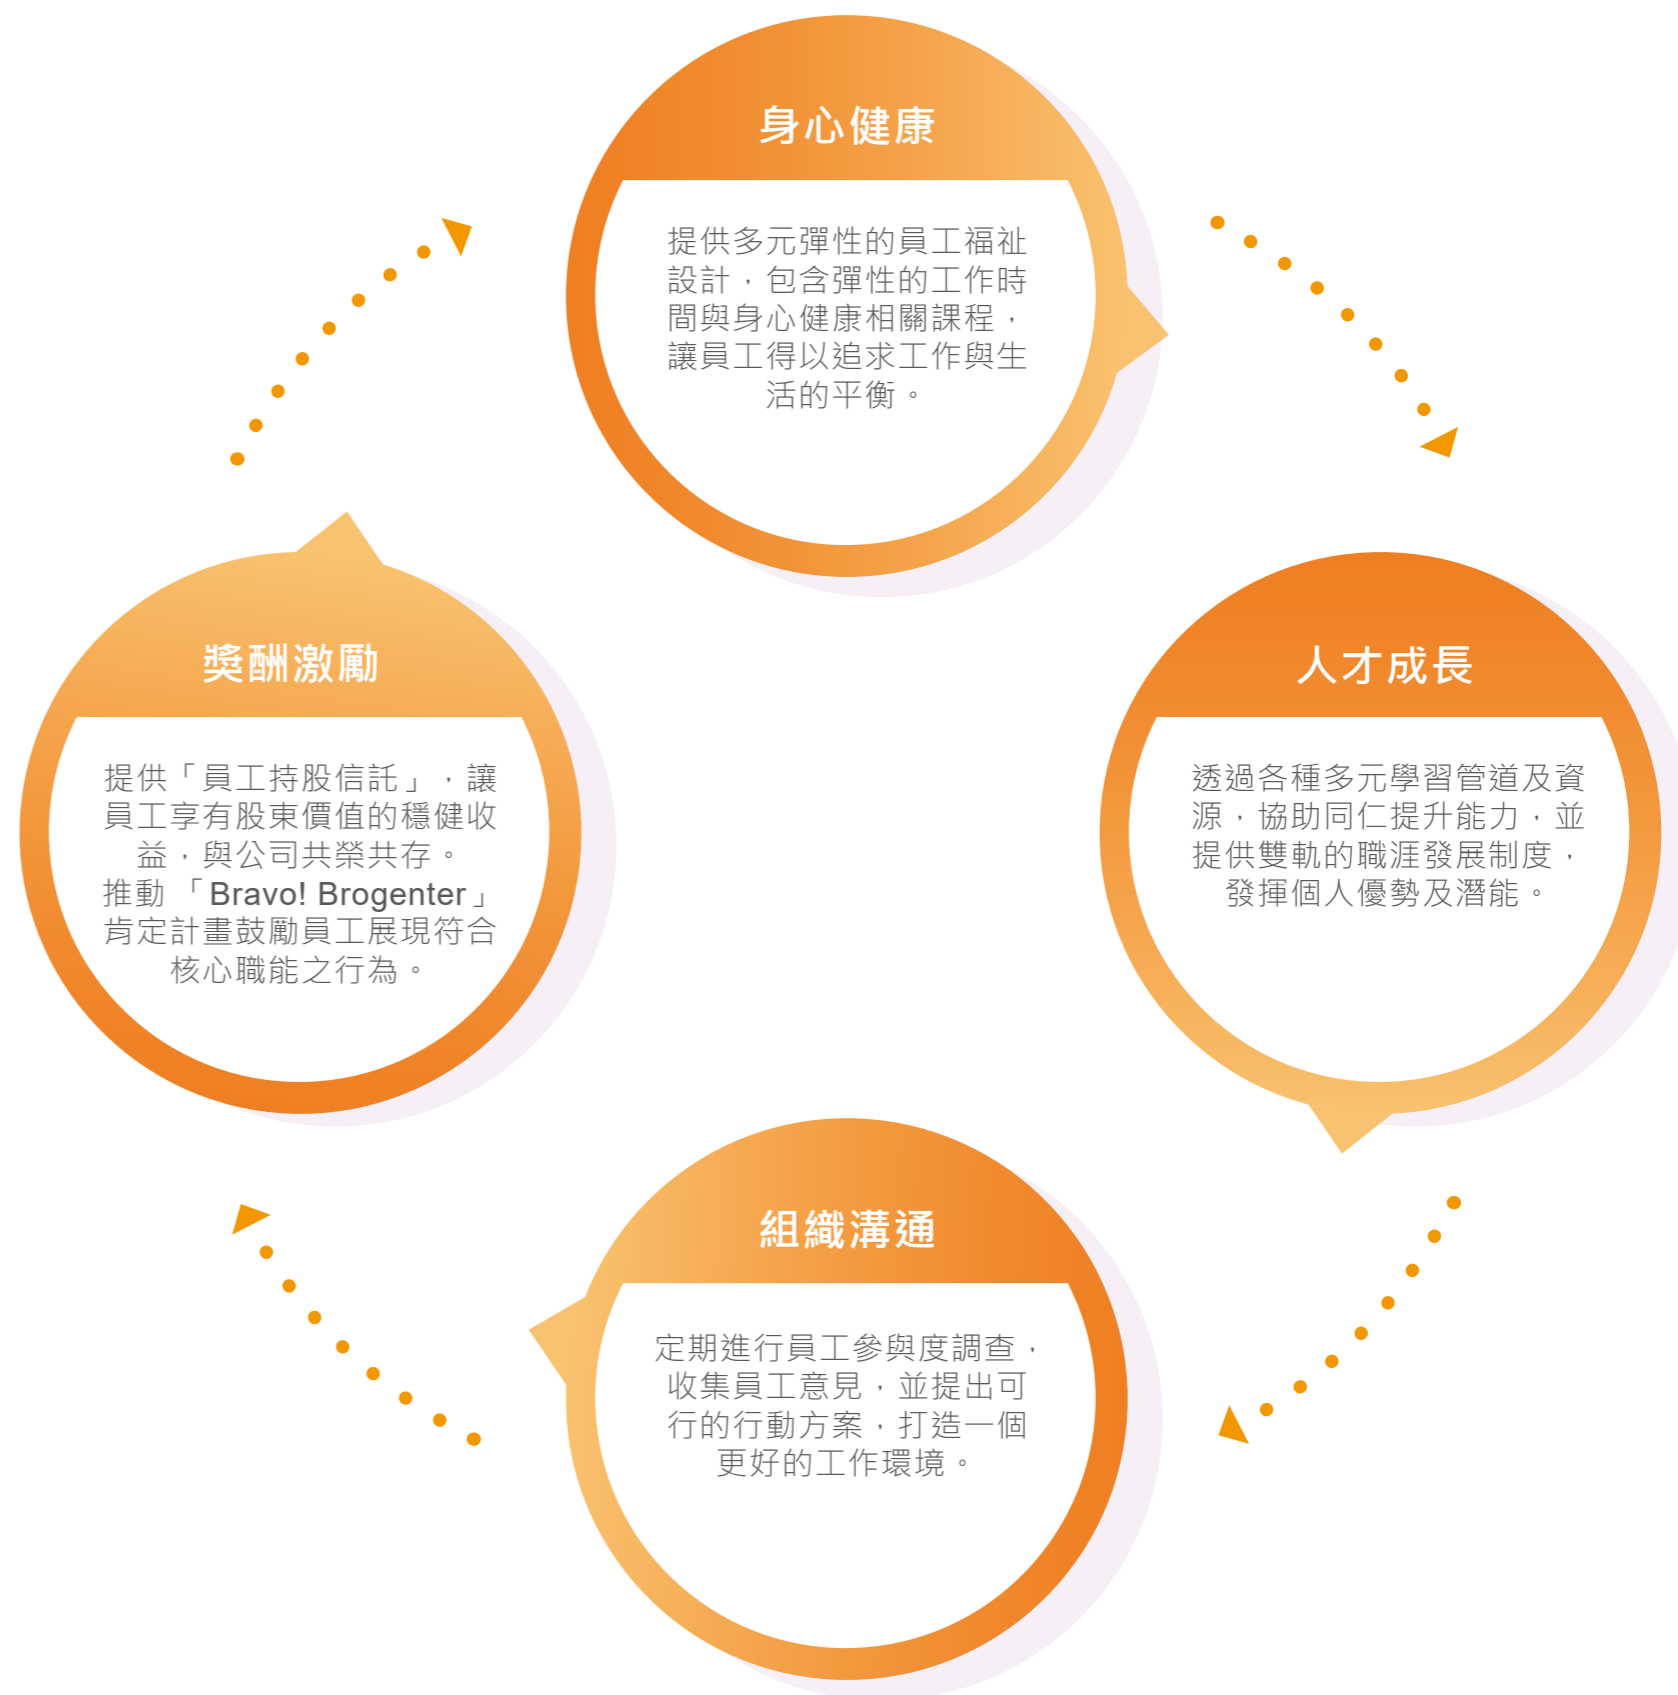 身心健康
提供多元彈性的員工福祉
設計，包含彈性的工作時
間與身心健康相關課程，
讓員工得以追求工作與生
活的平衡。
人才成長
透過各種多元學習管道及資
源，協助同仁提升能力，並
提供雙軌的職涯發展制度，
發揮個人優勢及潛能。
組織溝通
定期進行員工參與度調查，
收集員工意見，並提出可
行的行動方案，打造一個
更好的工作環境。
獎酬激勵
提供「員工持股信託」，讓
員工享有股東價值的穩健收
益，與公司共榮共存。
推動「Bravo! Brogenter」
肯定計畫鼓勵員工展現符合
核心職能之行為。